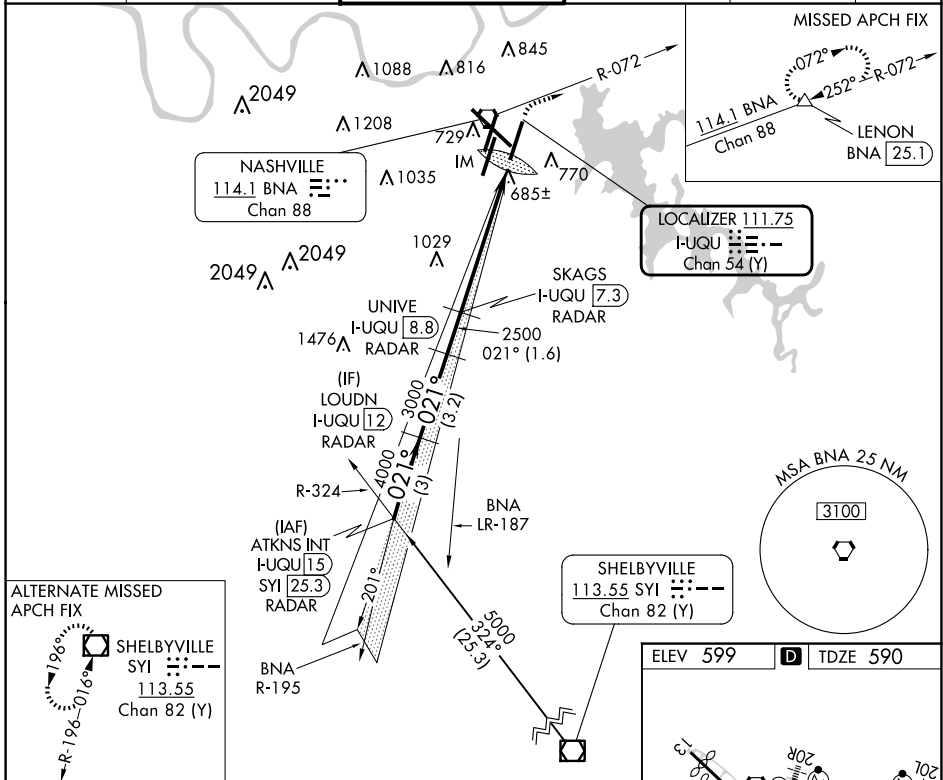 MISSED APCH FIX
072°
252°
R-072
114.1 BNA
Chan 88
LENON
BNA 25.1
845
1088
816
R-072
2049
1208
729
IM
770
685±
NASHVILLE
114.1 BNA
Chan 88
1035
LOCALIZER 111.75
I-UQU
Chan 54 (Y)
1029
2049
2049
SKAGS
I-UQU 7.3
RADAR
UNIVE
I-UQU 8.8
RADAR
2500
021° (1.6)
1476
(IF)
LOUDN
I-UQU 12
RADAR
3000
021°
(3.2)
4000
021°
(3)
R-324
BNA
LR-187
(IAF)
ATKNS INT
I-UQU 15
SYI 25.3
RADAR
201°
BNA
R-195
5000
324°
(25.3)
SHELBYVILLE
113.55 SYI
Chan 82 (Y)
MSA BNA 25 NM
3100
ALTERNATE MISSED
APCH FIX
196°
SHELBYVILLE
SYI
113.55
Chan 82 (Y)
R-196
016°
ELEV 599
D
TDZE 590
13
20R
20L